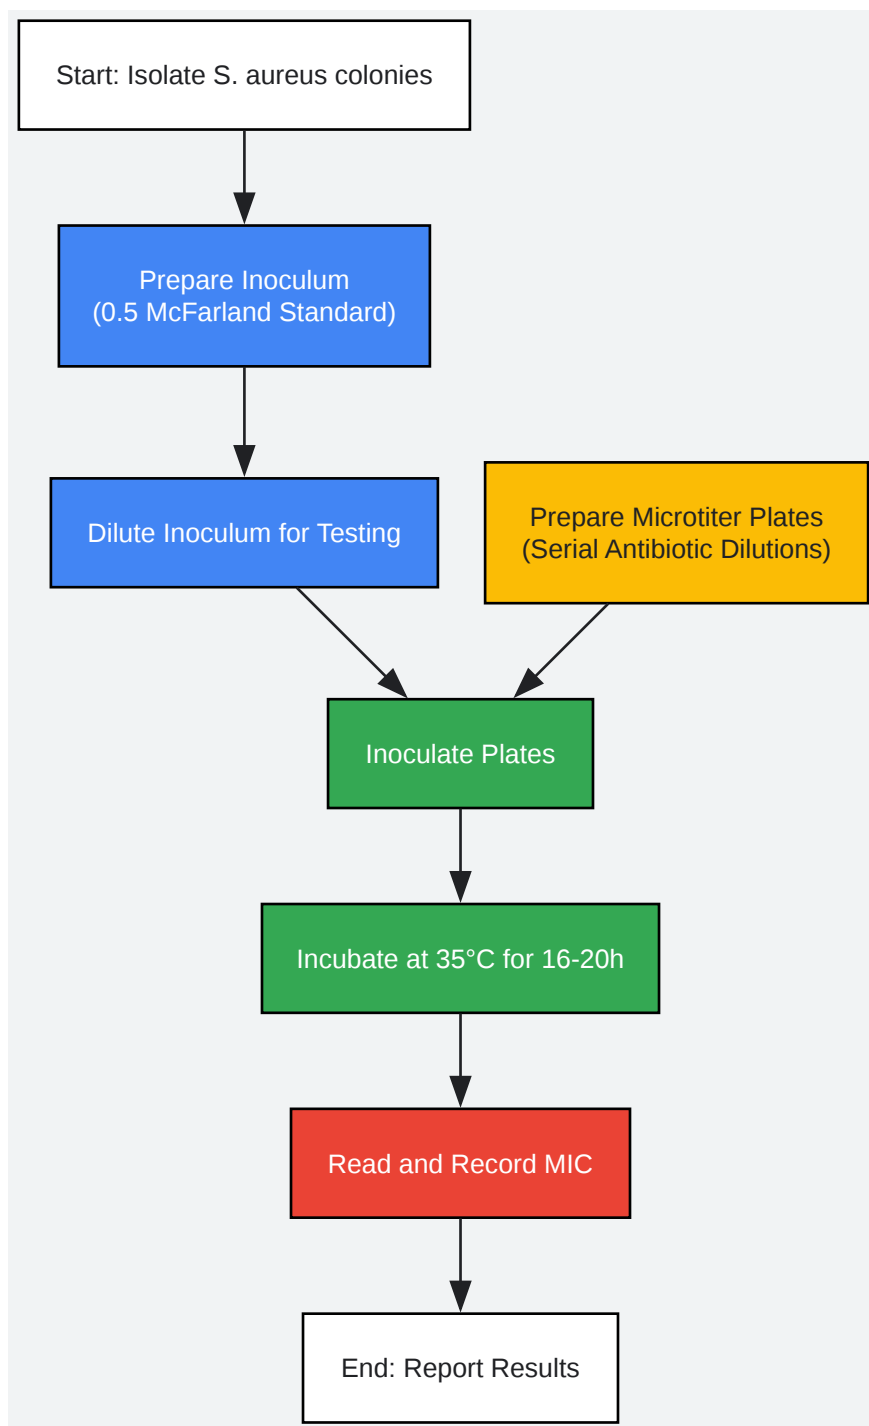 Start: Isolate S. aureus colonies
Prepare Inoculum
(0.5 McFarland Standard)
Dilute Inoculum for Testing
Prepare Microtiter Plates
(Serial Antibiotic Dilutions)
Inoculate Plates
Incubate at 35°C for 16-20h
Read and Record MIC
End: Report Results